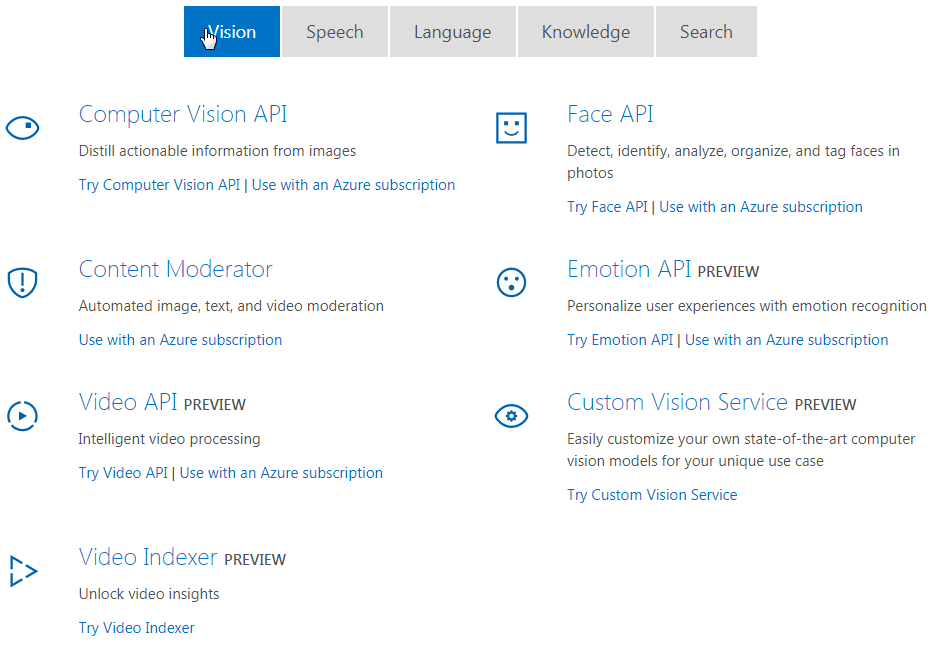 Vision Speech Language Knowledge Search
Computer Vision API
Distill actionable information from images
Try Computer Vision API | Use with an Azure subscription
Face API
Detect, identify, analyze, organize, and tag faces in
photos
Try Face API | Use with an Azure subscription
Content Moderator
Automated image, text, and video moderation
Use with an Azure subscription
Emotion API PREVIEW
Personalize user experiences with emotion recognition
Try Emotion API | Use with an Azure subscription
Video API PREVIEW
Intelligent video processing
Try Video API | Use with an Azure subscription
Custom Vision Service PREVIEW
Easily customize your own state-of-the-art computer
vision models for your unique use case
Try Custom Vision Service
Video Indexer PREVIEW
Unlock video insights
Try Video Indexer